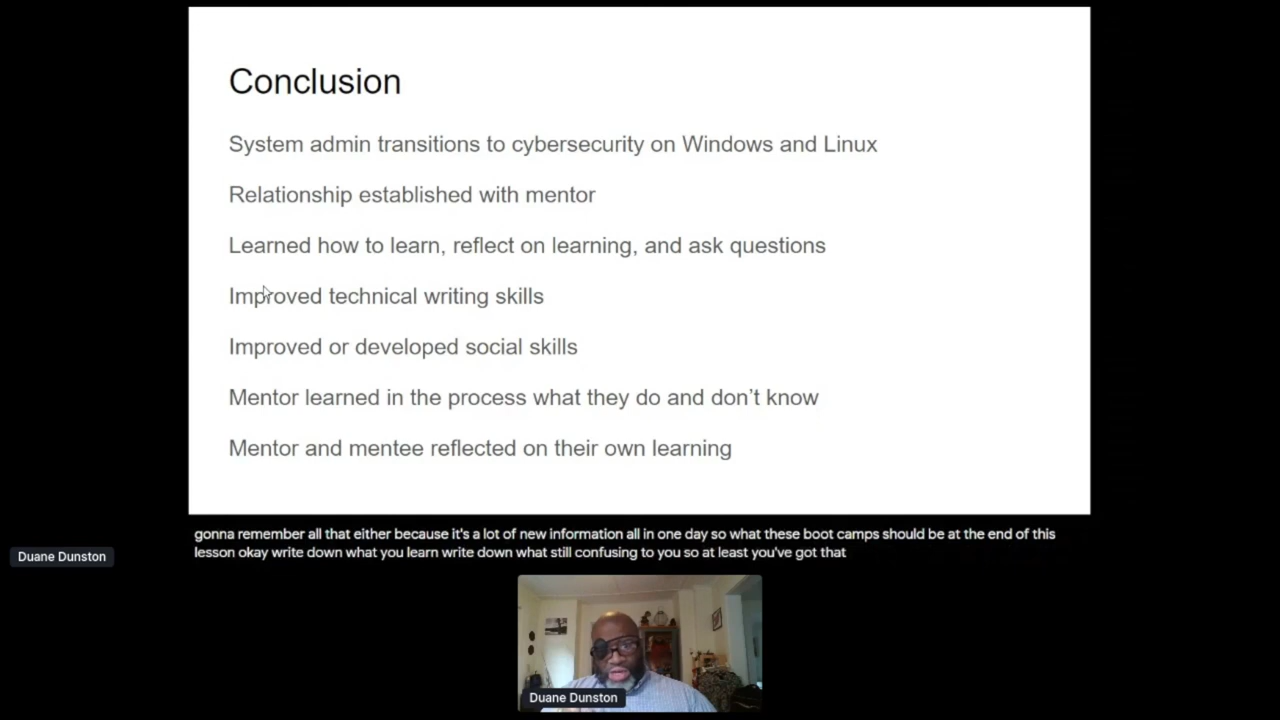 Conclusion
System admin transitions to cybersecurity on Windows and Linux
Relationship established with mentor
Learned how to learn, reflect on learning, and ask questions
Improved technical writing skills
Improved or developed social skills
Mentor learned in the process what they do and don’t know
Mentor and mentee reflected on their own learning
gonna remember all that either because it's a lot of new information all in one day so what these boot camps should be at the end of this
lesson okay write down what you learn write down what still confusing to you so at least you've got that
Duane Dunston
Duane Dunston